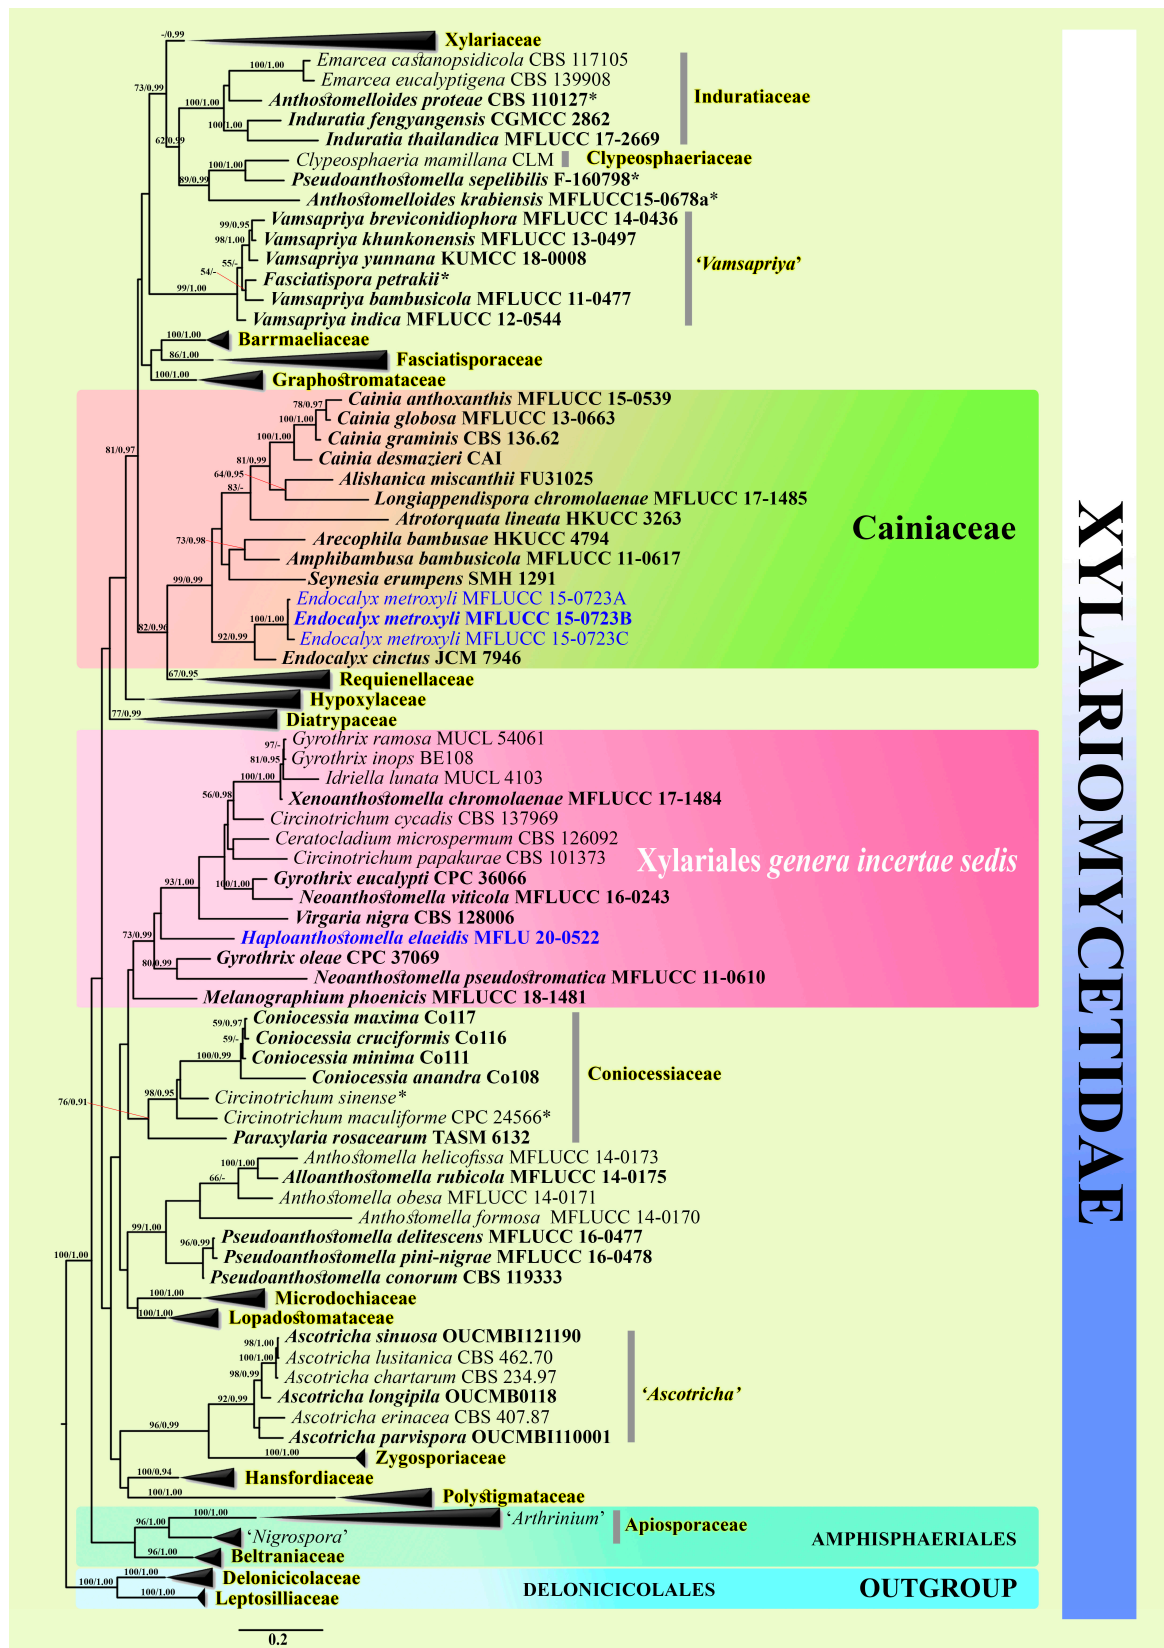 -/0.99
Xylariaceae
Emarcea castanopsidicola CBS 117105
100/1.00
Emarcea eucalyptigena CBS 139908
73/0.99
Anthostomelloides proteae CBS 110127*
Induratiaceae
100/1.00
Induratia fengyangensis CGMCC 2862
100/1.00
Induratia thailandica MFLUCC 17-2669
62/0.99
Clypeosphaeria mamillana CLM
Clypeosphaeriaceae
100/1.00
Pseudoanthostomella sepelibilis F-160798*
89/0.99
Anthostomelloides krabiensis MFLUCC15-0678a*
Vamsapriya breviconidiophora MFLUCC 14-0436
99/0.95
Vamsapriya khunkonensis MFLUCC 13-0497
98/1.00
Vamsapriya yunnana KUMCC 18-0008
‘Vamsapriya’
55/-
54/-
Fasciatispora petrakii*
99/1.00
Vamsapriya bambusicola MFLUCC 11-0477
Vamsapriya indica MFLUCC 12-0544
100/1.00
Barrmaeliaceae
86/1.00
Fasciatisporaceae
100/1.00
Graphostromataceae
Cainia anthoxanthis MFLUCC 15-0539
78/0.97
Cainia globosa MFLUCC 13-0663
100/1.00
Cainia graminis CBS 136.62
100/1.00
81/0.97
Cainia desmazieri CAI
81/0.99
64/0.95
Alishanica miscanthii FU31025
83/-
Longiappendispora chromolaenae MFLUCC 17-1485
Atrotorquata lineata HKUCC 3263
Cainiaceae
73/0.98
Arecophila bambusae HKUCC 4794
Amphibambusa bambusicola MFLUCC 11-0617
99/0.99
Seynesia erumpens SMH 1291
Endocalyx metroxyli MFLUCC 15-0723A
100/1.00
Endocalyx metroxyli MFLUCC 15-0723B
82/0.96
92/0.99
Endocalyx metroxyli MFLUCC 15-0723C
Endocalyx cinctus JCM 7946
67/0.95
Requienellaceae
Hypoxylaceae
77/0.99
Diatrypaceae
Gyrothrix ramosa MUCL 54061
97/-
Gyrothrix inops BE108
81/0.95
Idriella lunata MUCL 4103
100/1.00
56/0.98
Xenoanthostomella chromolaenae MFLUCC 17-1484
Circinotrichum cycadis CBS 137969
Ceratocladium microspermum CBS 126092
Circinotrichum papakurae CBS 101373
Xylariales genera incertae sedis
Gyrothrix eucalypti CPC 36066
93/1.00
100/1.00
Neoanthostomella viticola MFLUCC 16-0243
Virgaria nigra CBS 128006
73/0.99
Haploanthostomella elaeidis MFLU 20-0522
Gyrothrix oleae CPC 37069
80/0.99
Neoanthostomella pseudostromatica MFLUCC 11-0610
Melanographium phoenicis MFLUCC 18-1481
Coniocessia maxima Co117
59/0.97
Coniocessia cruciformis Co116
59/-
Coniocessia minima Co111
100/0.99
Coniocessia anandra Co108
Coniocessiaceae
98/0.95
Circinotrichum sinense*
76/0.91
Circinotrichum maculiforme CPC 24566*
Paraxylaria rosacearum TASM 6132
Anthostomella helicofissa MFLUCC 14-0173
100/1.00
Alloanthostomella rubicola MFLUCC 14-0175
66/-
Anthostomella obesa MFLUCC 14-0171
Anthostomella formosa MFLUCC 14-0170
99/1.00
Pseudoanthostomella delitescens MFLUCC 16-0477
96/0.99
Pseudoanthostomella pini-nigrae MFLUCC 16-0478
100/1.00
Pseudoanthostomella conorum CBS 119333
100/1.00
Microdochiaceae
100/1.00
Lopadostomataceae
Ascotricha sinuosa OUCMBI121190
98/1.00
Ascotricha lusitanica CBS 462.70
100/1.00
Ascotricha chartarum CBS 234.97
98/0.99
Ascotricha longipila OUCMB0118
‘Ascotricha’
92/0.99
Ascotricha erinacea CBS 407.87
96/0.99
Ascotricha parvispora OUCMBI110001
100/1.00
Zygosporiaceae
100/0.94
Hansfordiaceae
100/1.00
Polystigmataceae
100/1.00
‘Arthrinium’
96/1.00
Apiosporaceae
‘Nigrospora’
AMPHISPHAERIALES
96/1.00
Beltraniaceae
100/1.00
Delonicicolaceae
100/1.00
DELONICICOLALES
OUTGROUP
100/1.00
Leptosilliaceae
0.2
XYLARIOMYCETIDAE